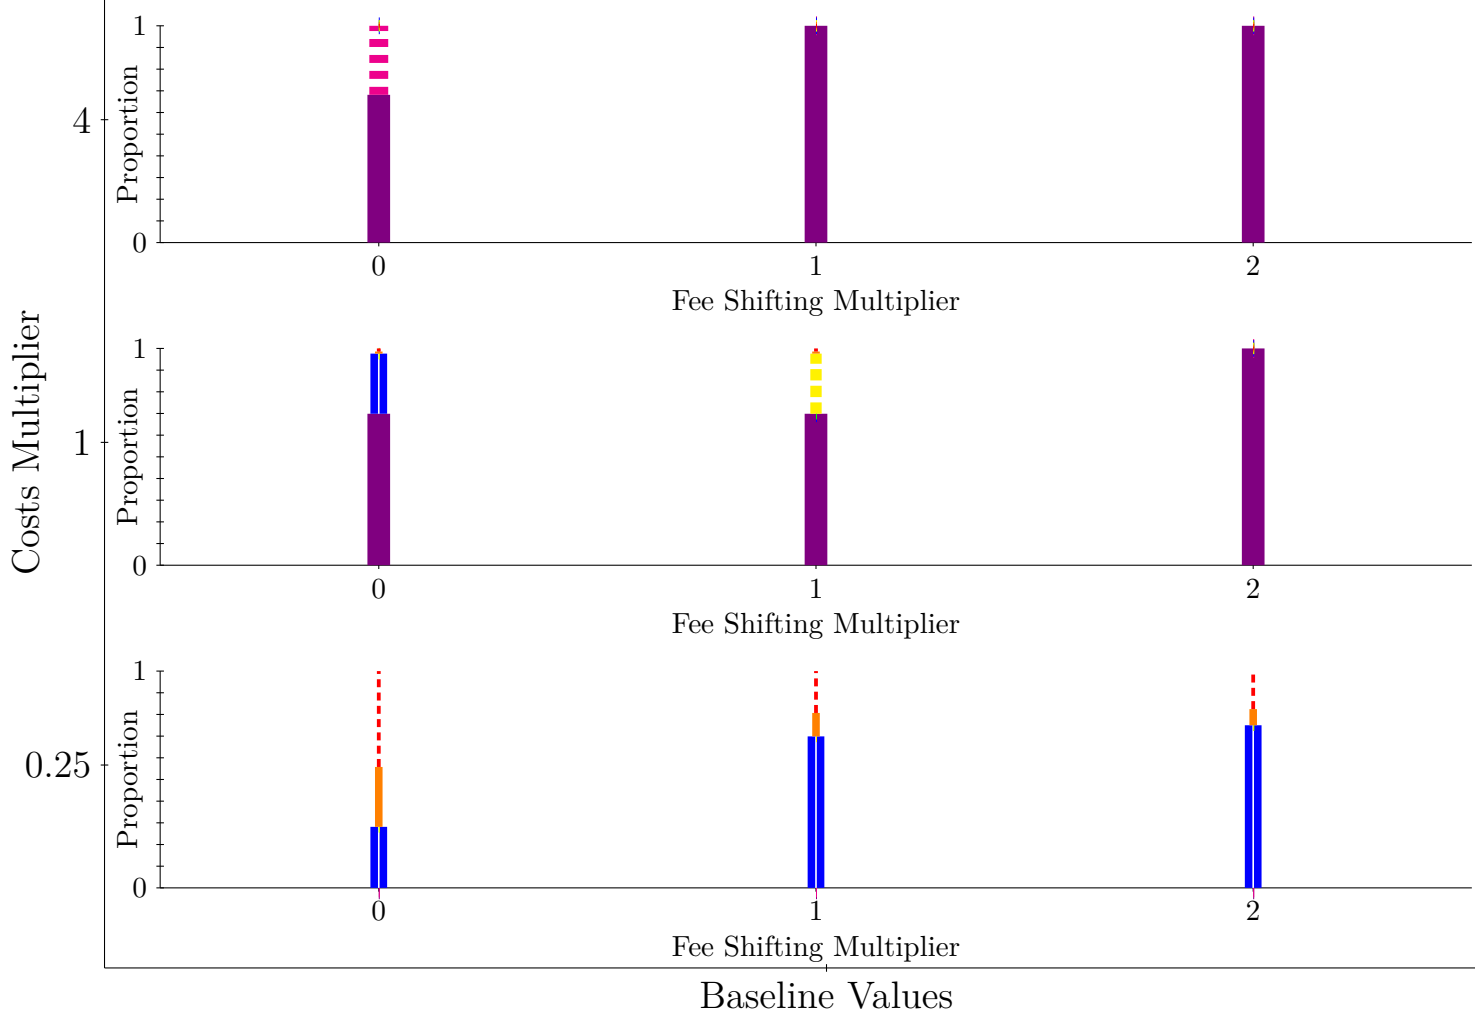 1
Proportion
0
0 1 2
Fee Shifting Multiplier
4
1
Proportion
0
0 1 2
Fee Shifting Multiplier
1
Costs Multiplier
1
Proportion
0
0 1 2
Fee Shifting Multiplier
0.25
Baseline Values